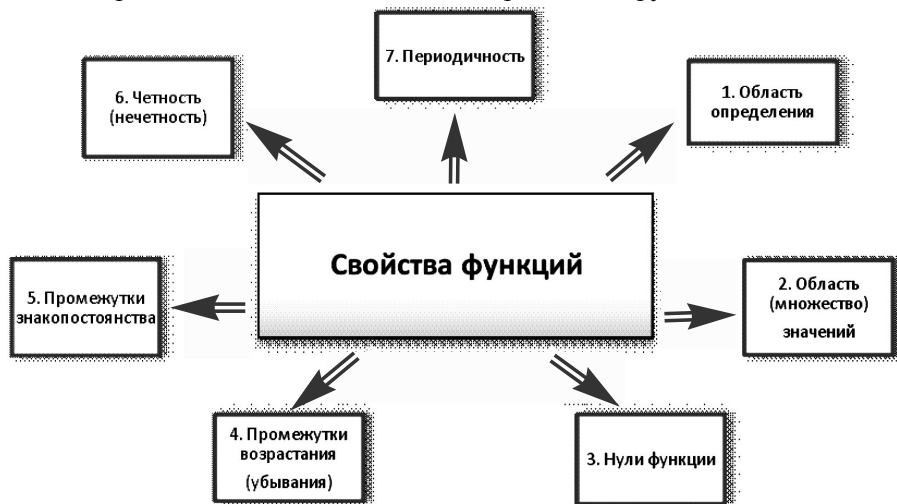 7. Периодичность
6. Четность
(нечетность)
1. Область
определения
Свойства функций
5. Промежутки
знакопостоянства
2. Область
(множество)
значений
4. Промежутки
возрастания
(убывания)
3. Нули функции